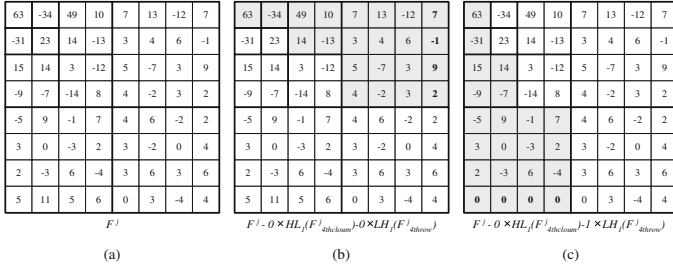 63 -34 49 10 7 13 -12 7
-31 23 14 -13 3 4 6 -1
15 14 3 -12 5 -7 3 9
-9 -7 -14 8 4 -2 3 2
-5 9 -1 7 4 6 -2 2
3 0 -3 2 3 -2 0 4
2 -3 6 -4 3 6 3 6
5 11 5 6 0 3 -4 4
F^j
(a)
63 -34 49 10 7 13 -12 7
-31 23 14 -13 3 4 6 -1
15 14 3 -12 5 -7 3 9
-9 -7 -14 8 4 -2 3 2
-5 9 -1 7 4 6 -2 2
3 0 -3 2 3 -2 0 4
2 -3 6 -4 3 6 3 6
5 11 5 6 0 3 -4 4
F^j - 0×HL_1(F^j_4thcloum)-0×LH_1(F^j_4throw)
(b)
63 -34 49 10 7 13 -12 7
-31 23 14 -13 3 4 6 -1
15 14 3 -12 5 -7 3 9
-9 -7 -14 8 4 -2 3 2
-5 9 -1 7 4 6 -2 2
3 0 -3 2 3 -2 0 4
2 -3 6 -4 3 6 3 6
0 0 0 0 0 3 -4 4
F^j - 0×HL_1(F^j_4thcloum)-1×LH_1(F^j_4throw)
(c)